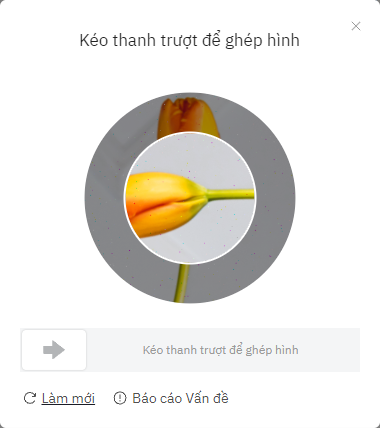 Kéo thanh trượt để ghép hình
Kéo thanh trượt để ghép hình
Làm mới
Báo cáo Vấn đề